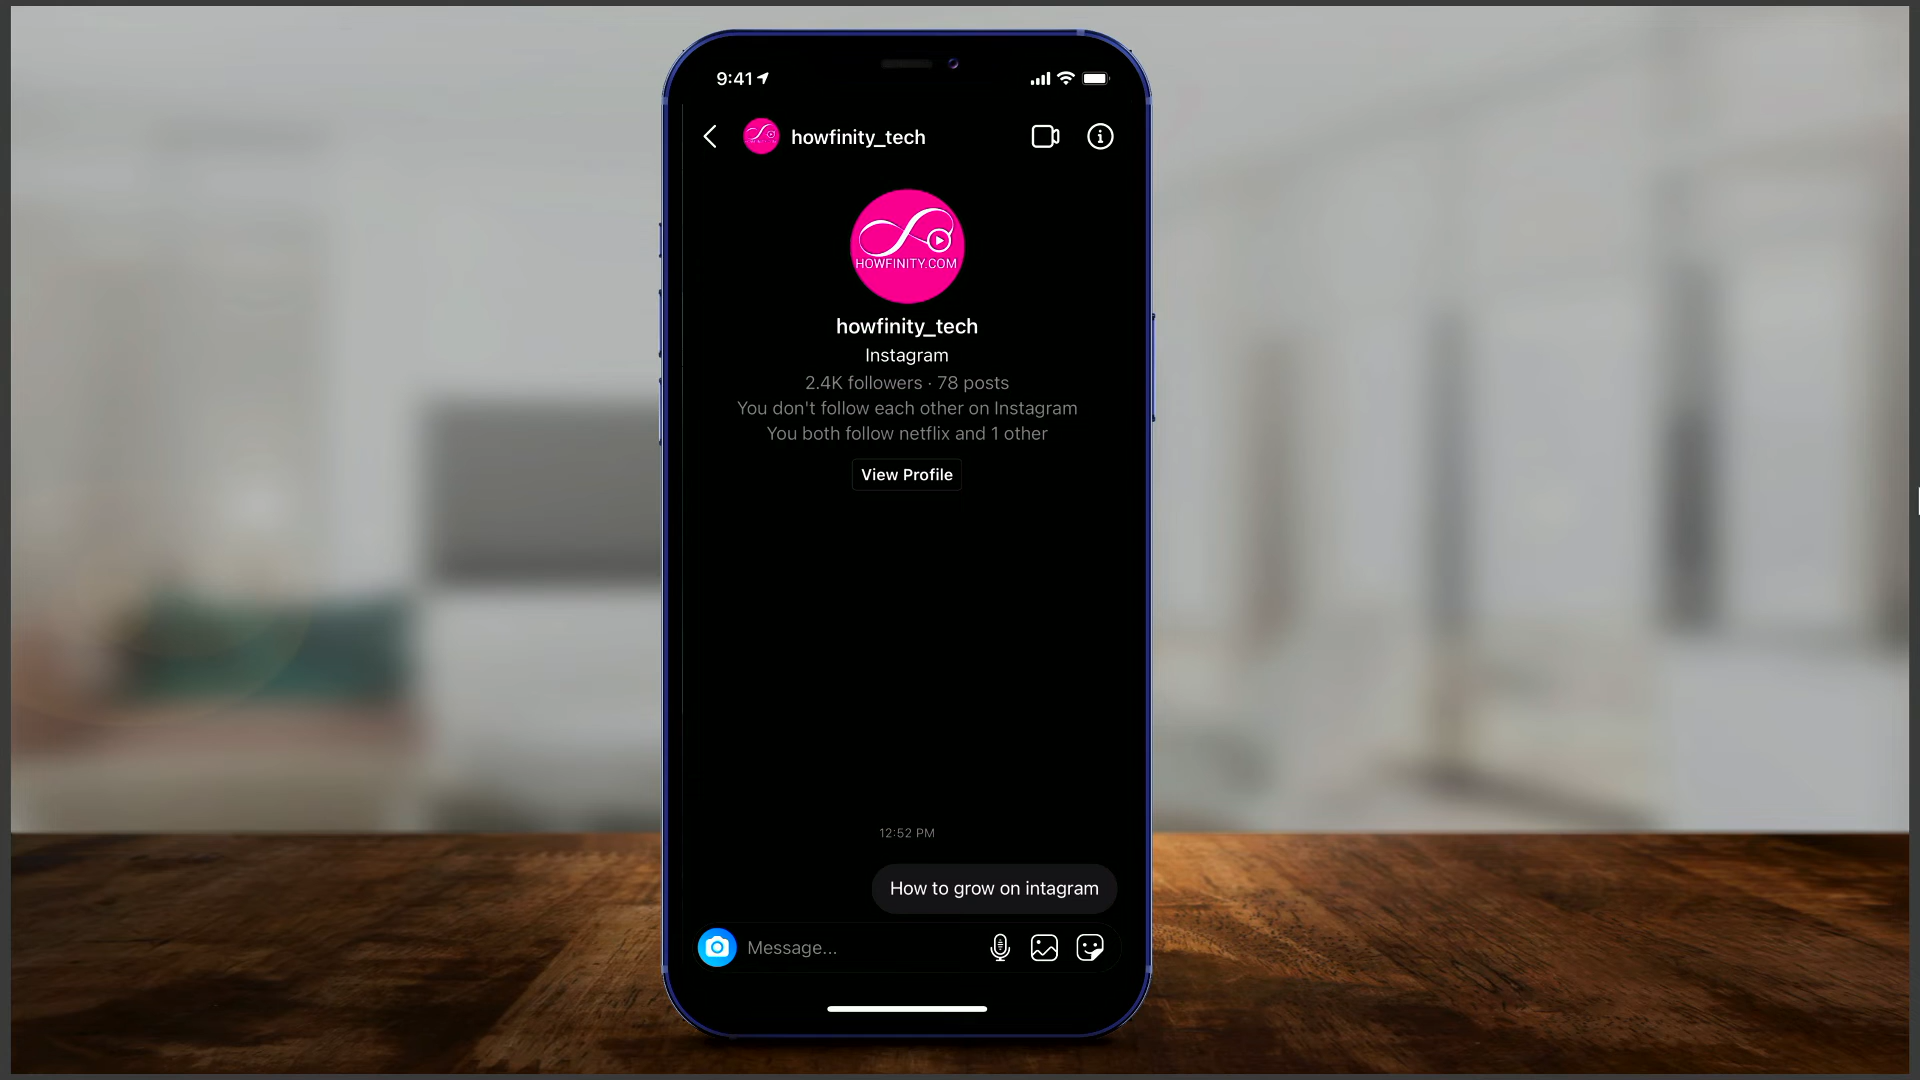 9:41
howfinity_tech
HOWFINITY.COM
howfinity_tech
Instagram
2.4K followers · 78 posts
You don't follow each other on Instagram
You both follow netflix and 1 other
View Profile
12:52 PM
How to grow on intagram
Message...